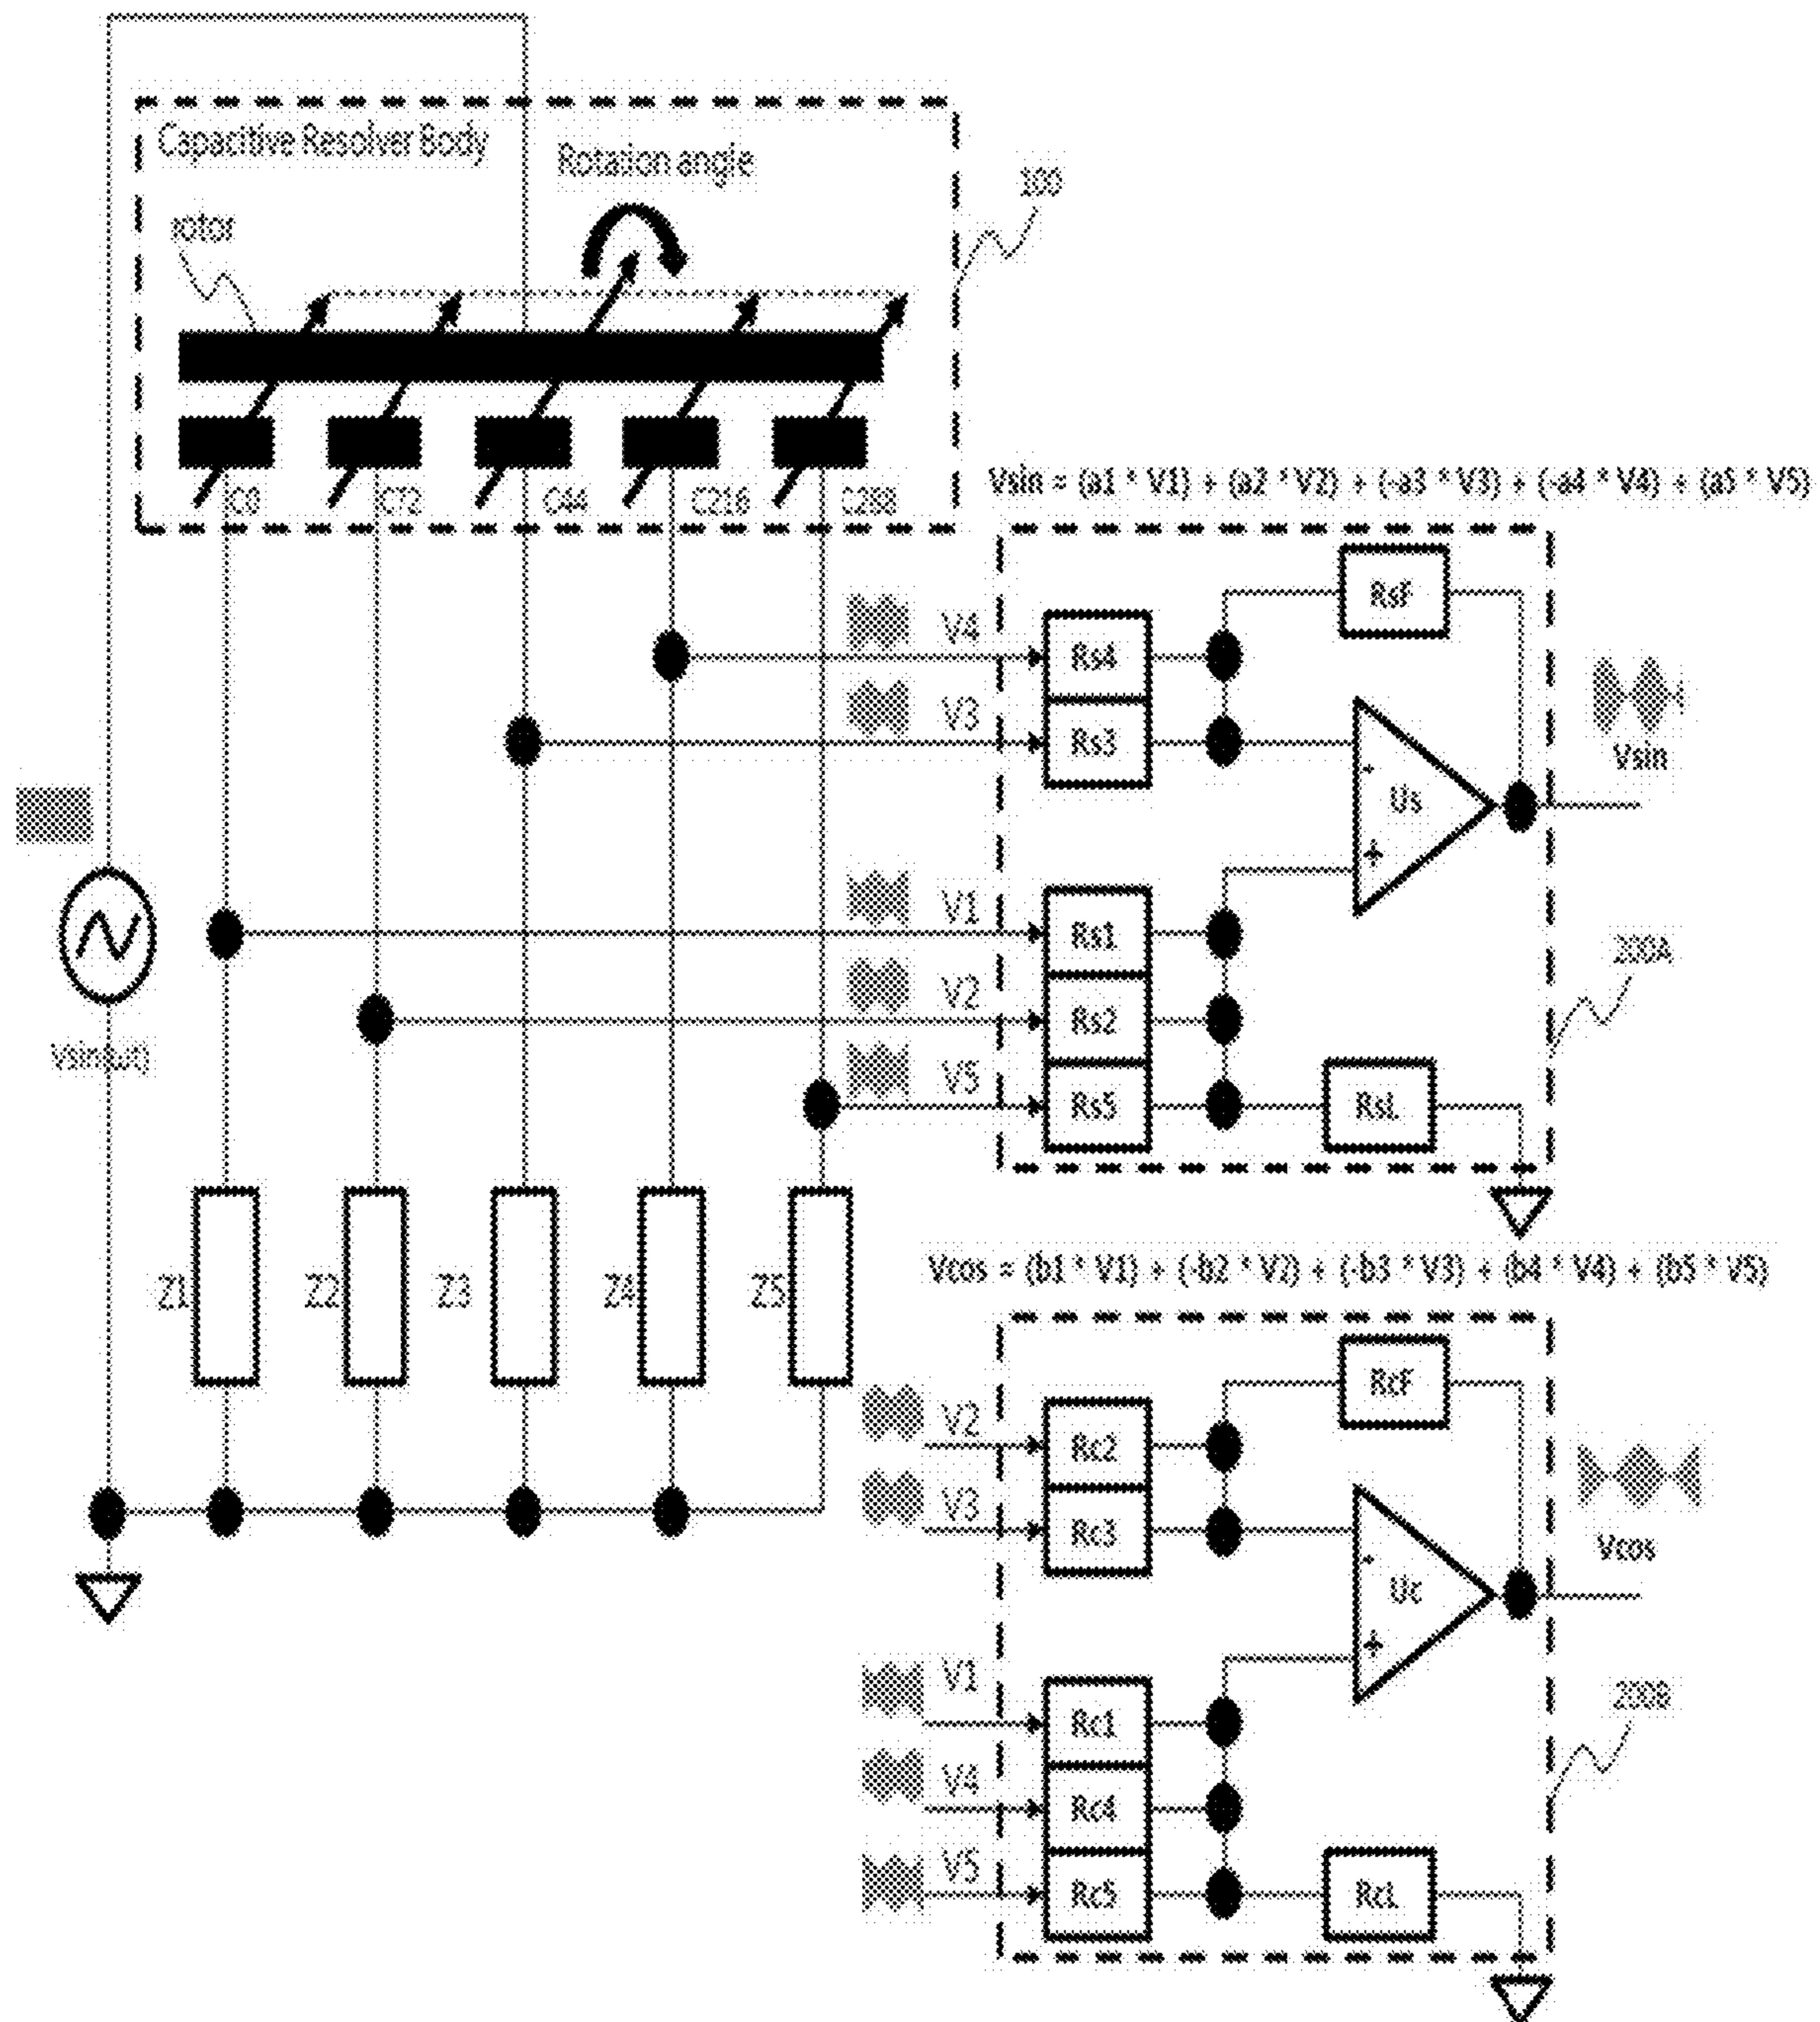 Capacitive Resolver Body
Rotation angle
100
rotor
C0
C72
C44
C216
C288
Vsin = (a1 * V1) + (a2 * V2) + (-a3 * V3) + (-a4 * V4) + (a5 * V5)
RsF
V4
Rs4
V3
Rs3
Vsin
-
Us
+
V1
Rs1
200A
V2
Rs2
vsin(ωt)
V5
Rs5
RsL
Vcos = (b1 * V1) + (-b2 * V2) + (-b3 * V3) + (b4 * V4) + (b5 * V5)
Z1
Z2
Z3
Z4
Z5
RcF
V2
Rc2
V3
Rc3
Vcos
-
Uc
+
V1
Rc1
200B
V4
Rc4
V5
Rc5
RcL